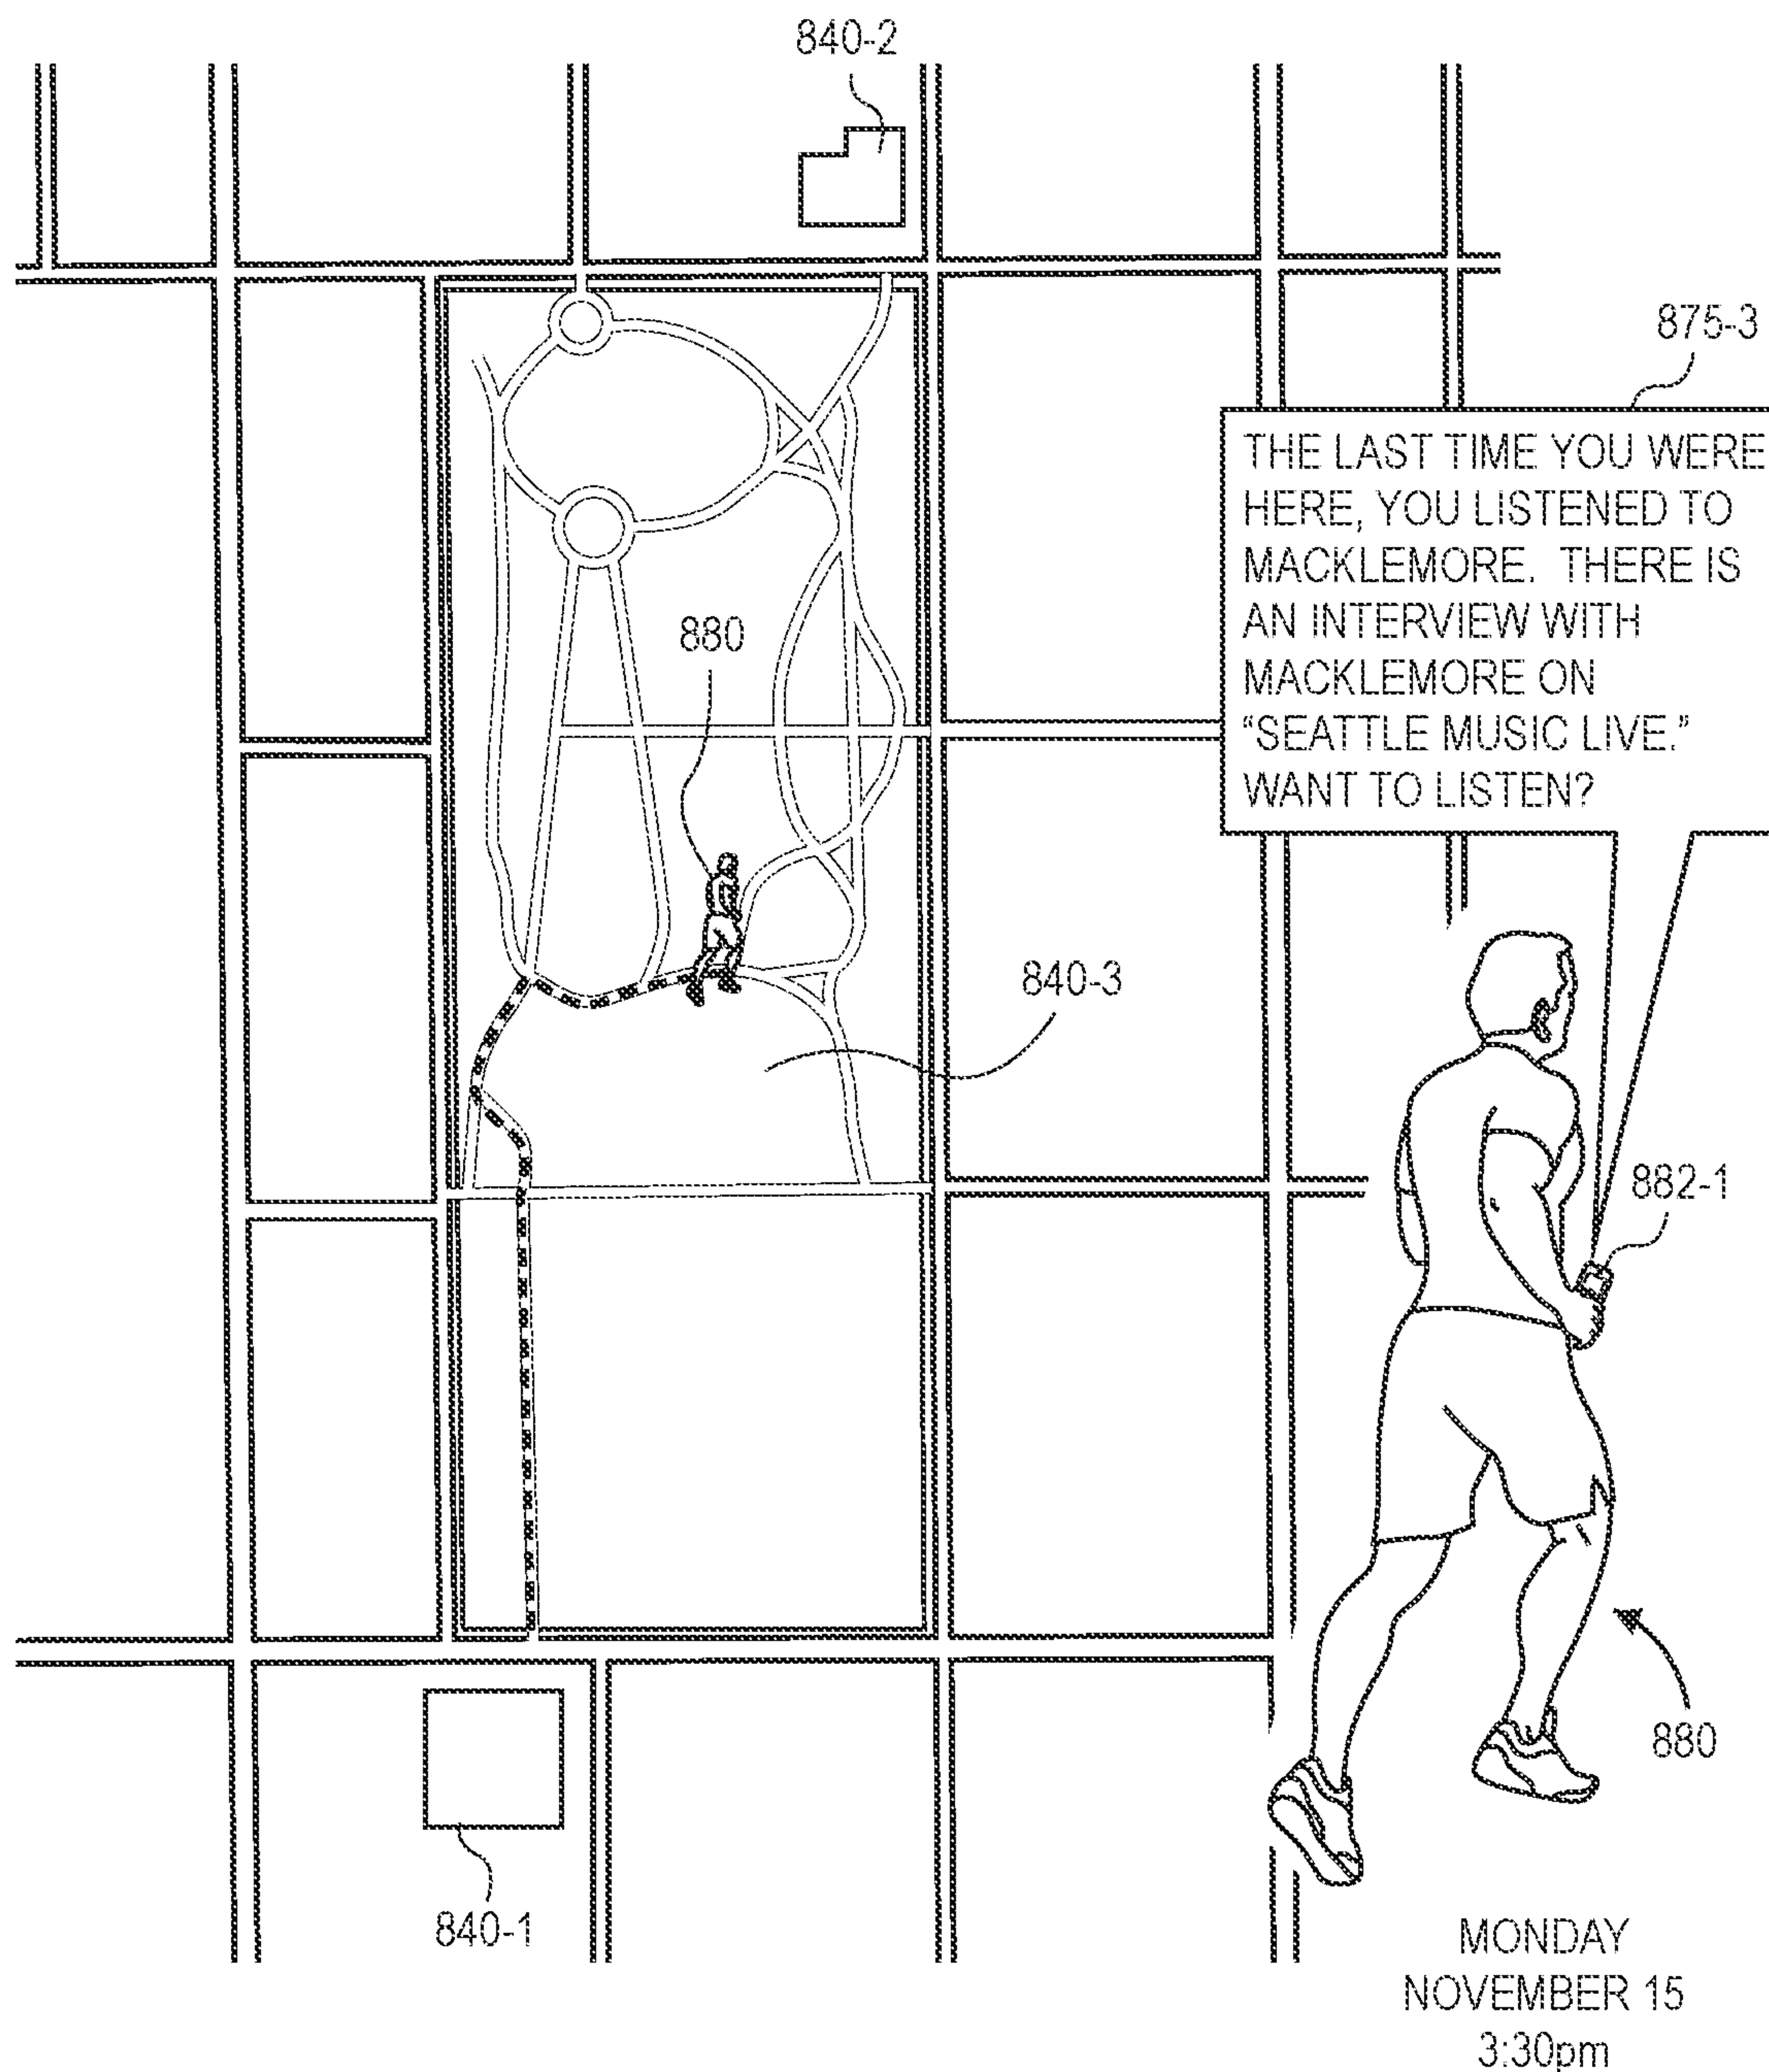 840-2
875-3
THE LAST TIME YOU WERE
HERE, YOU LISTENED TO
MACKLEMORE. THERE IS
AN INTERVIEW WITH
MACKLEMORE ON
“SEATTLE MUSIC LIVE.”
WANT TO LISTEN?
880
840-3
882-1
880
840-1
MONDAY
NOVEMBER 15
3:30pm